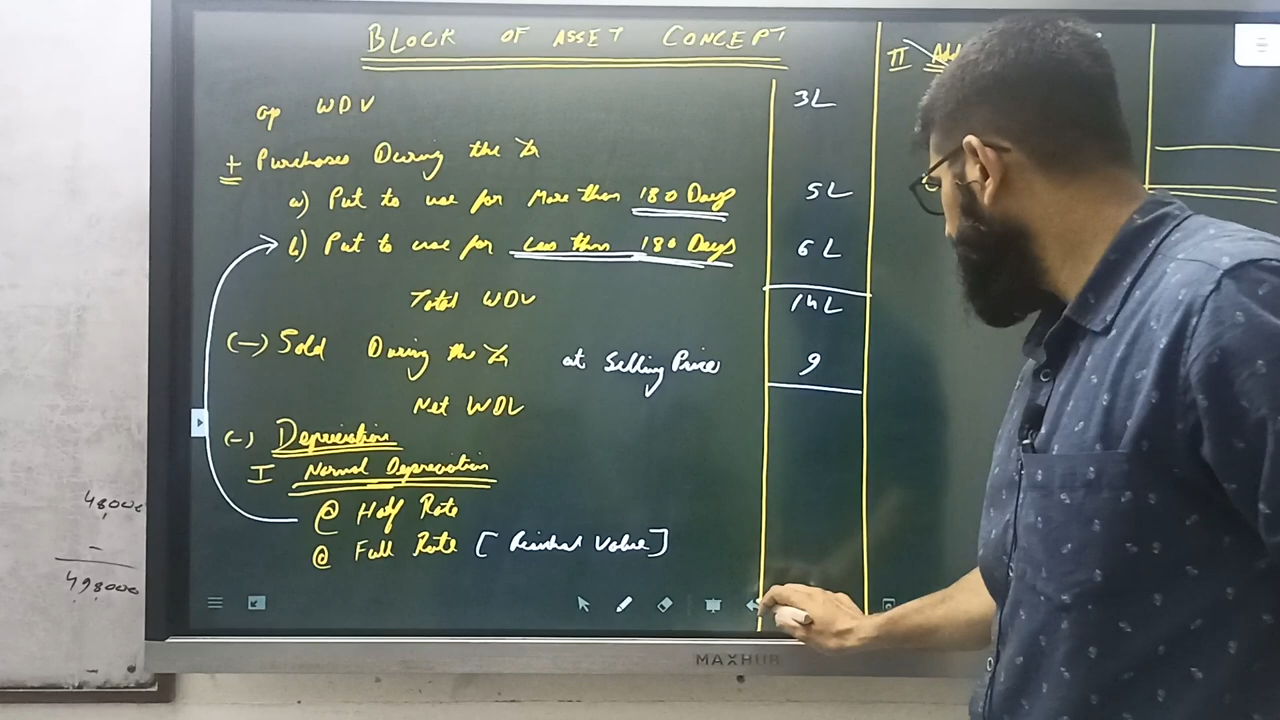 BLOCK OF ASSET CONCEPT
op WDV 3L
+ Purchases During the Yr
a) Put to use for More than 180 Days 5L
b) Put to use for Less than 180 Days 6L
Total WDV 14L
(-) Sold During the Yr at Selling Price 9
Net WDV
(-) Depreciation
I Normal Depreciation
@ Half Rate
@ Full Rate [Residual Value]
II Add
48000
-
498000
MAXHUB